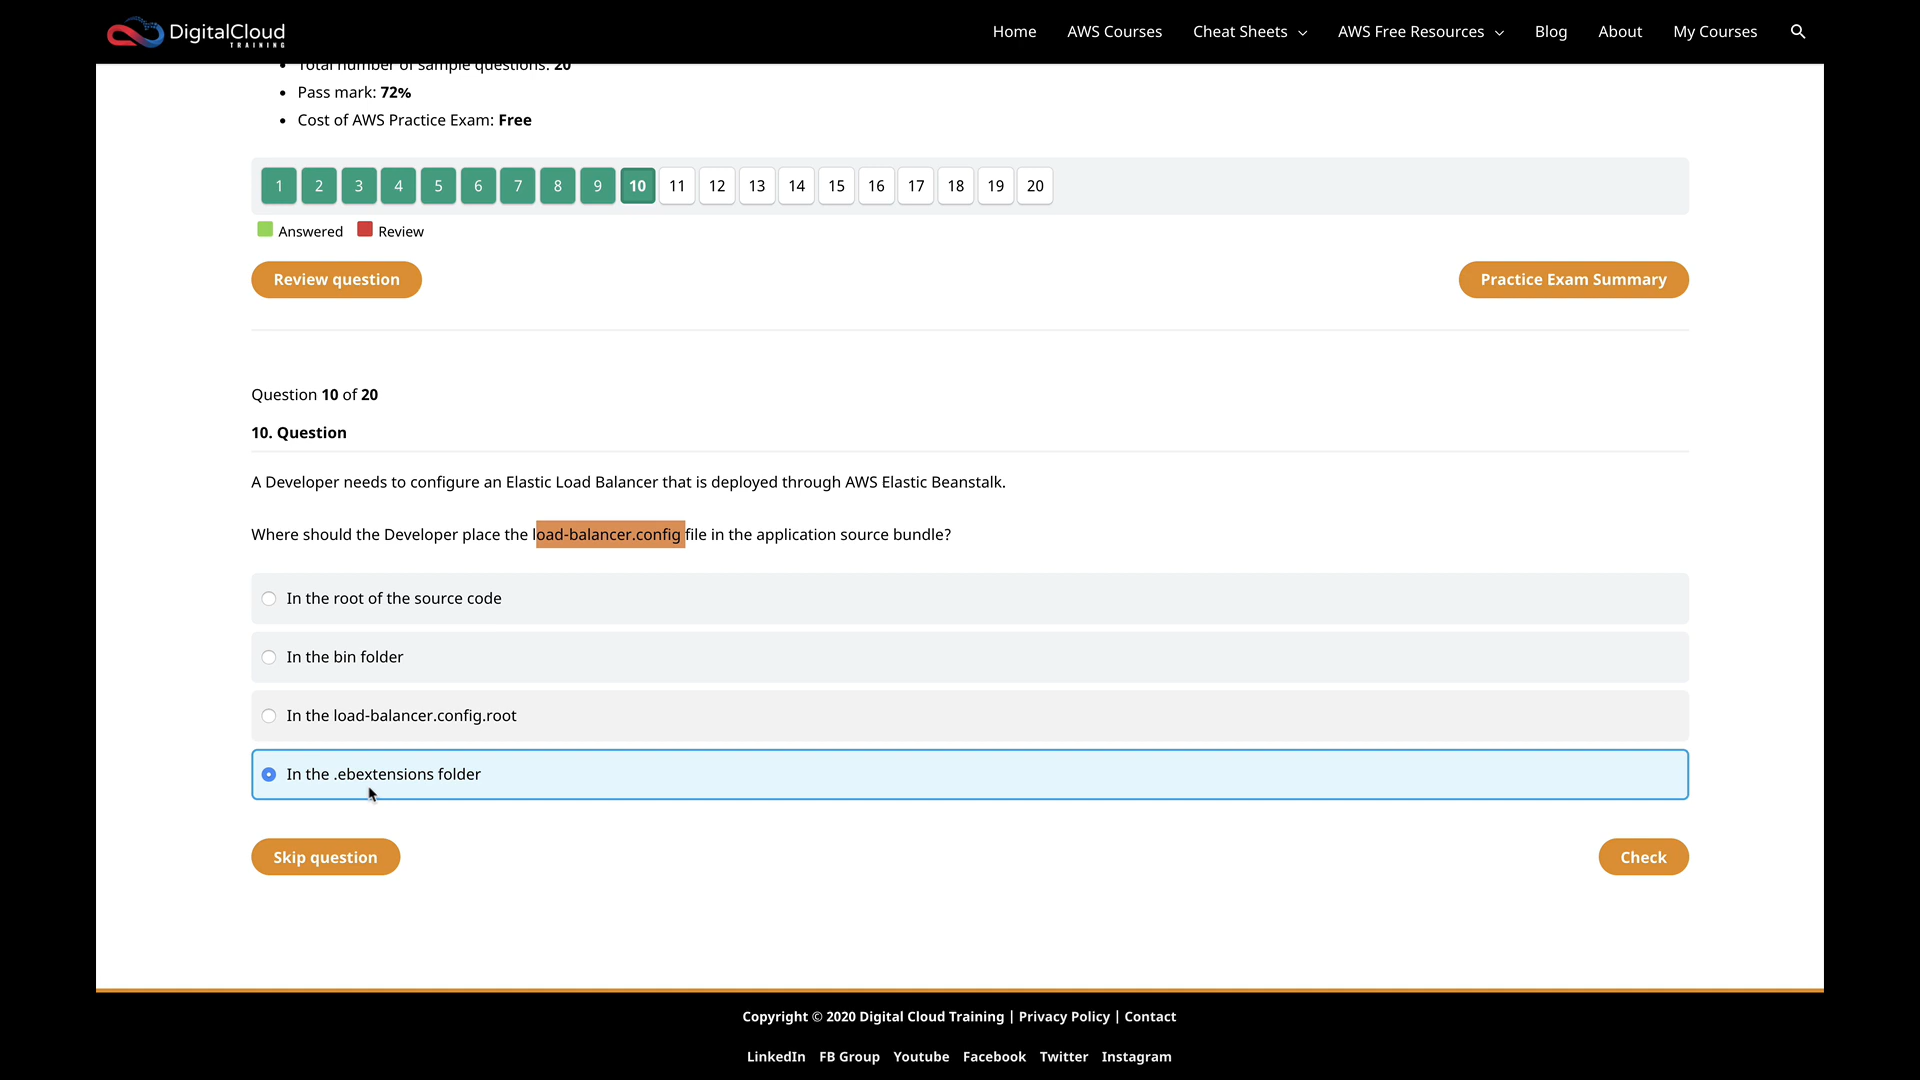 DigitalCloud
TRAINING
Home AWS Courses Cheat Sheets AWS Free Resources Blog About My Courses
Total number of sample questions: 20
Pass mark: 72%
Cost of AWS Practice Exam: Free
1 2 3 4 5 6 7 8 9 10 11 12 13 14 15 16 17 18 19 20
Answered Review
Review question Practice Exam Summary
Question 10 of 20
10. Question
A Developer needs to configure an Elastic Load Balancer that is deployed through AWS Elastic Beanstalk.
Where should the Developer place the load-balancer.config file in the application source bundle?
In the root of the source code
In the bin folder
In the load-balancer.config.root
In the .ebextensions folder
Skip question Check
Copyright © 2020 Digital Cloud Training | Privacy Policy | Contact
LinkedIn FB Group Youtube Facebook Twitter Instagram